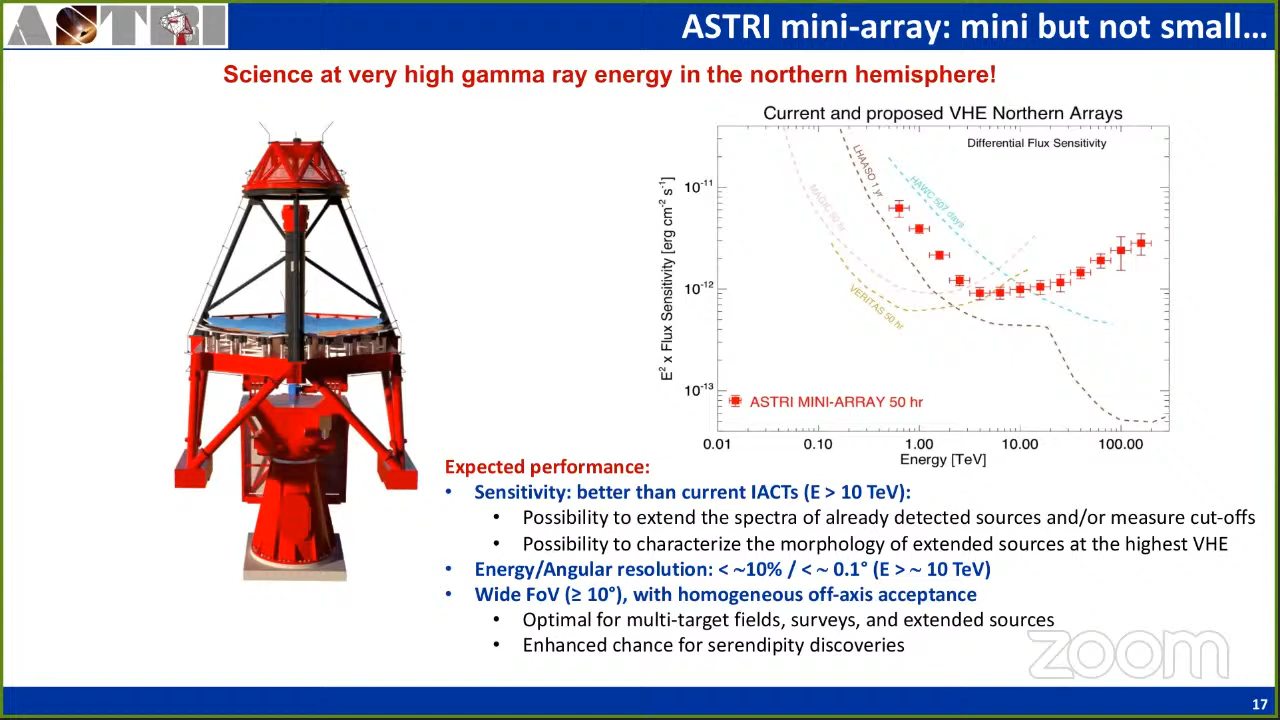 ASTRI
ASTRI mini-array: mini but not small…
Science at very high gamma ray energy in the northern hemisphere!
Current and proposed VHE Northern Arrays
Differential Flux Sensitivity
LHAASO 1 yr
HAWC 507 days
MAGIC 50 hr
VERITAS 50 hr
E² x Flux Sensitivity [erg cm⁻² s⁻¹]
10⁻¹¹
10⁻¹²
10⁻¹³
ASTRI MINI-ARRAY 50 hr
0.01 0.10 1.00 10.00 100.00
Energy [TeV]
Expected performance:
• Sensitivity: better than current IACTs (E > 10 TeV):
• Possibility to extend the spectra of already detected sources and/or measure cut-offs
• Possibility to characterize the morphology of extended sources at the highest VHE
• Energy/Angular resolution: < ~10% / < ~ 0.1° (E > ~ 10 TeV)
• Wide FoV (≥ 10°), with homogeneous off-axis acceptance
• Optimal for multi-target fields, surveys, and extended sources
• Enhanced chance for serendipity discoveries
zoom
17